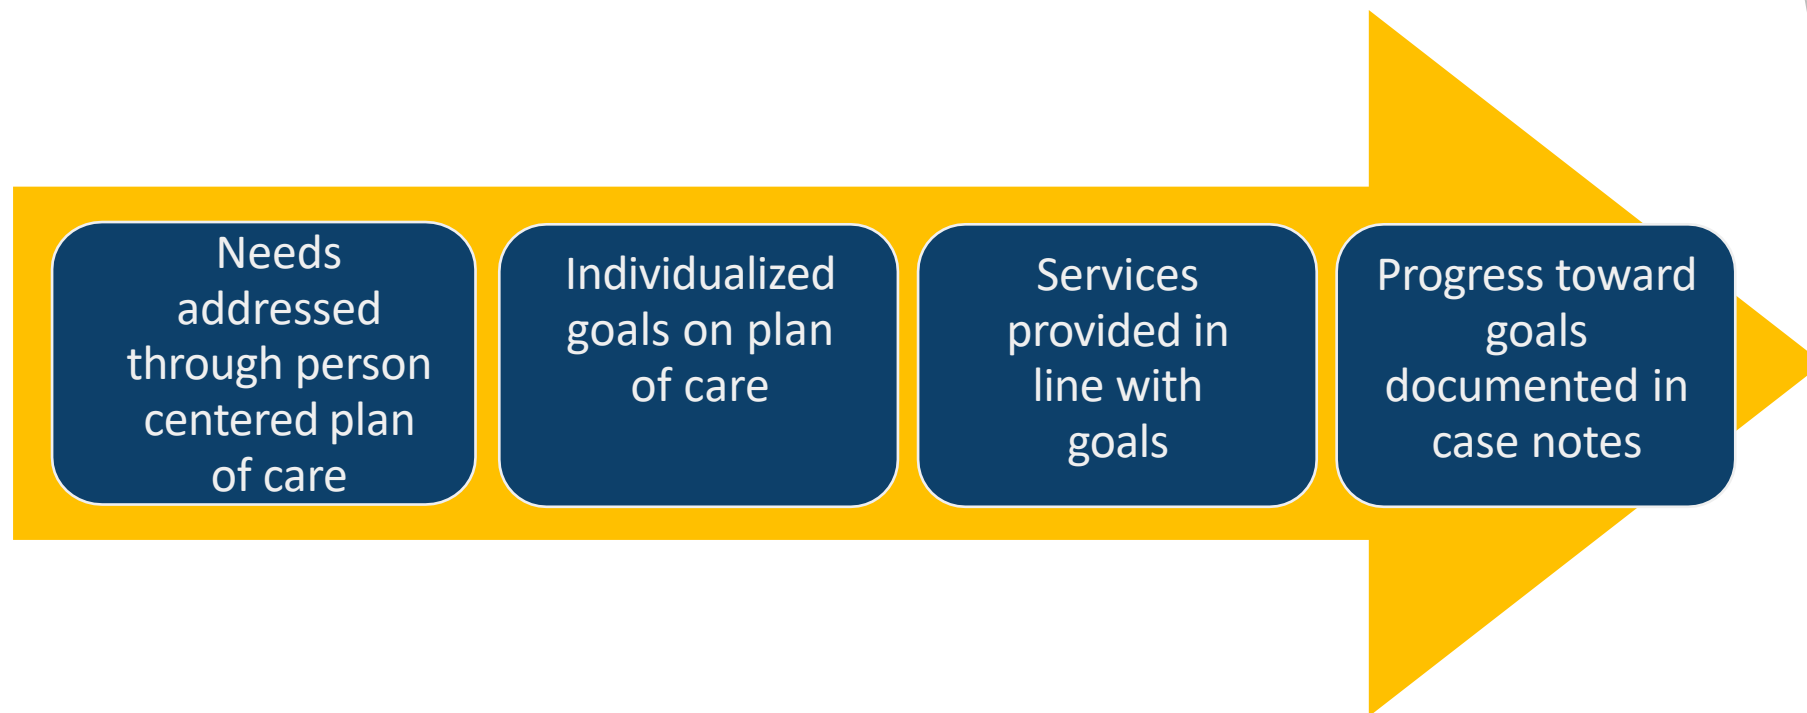 Needs
addressed
through person
centered plan
of care
Individualized
goals on plan
of care
Services
provided in
line with
goals
Progress toward
goals
documented in
case notes